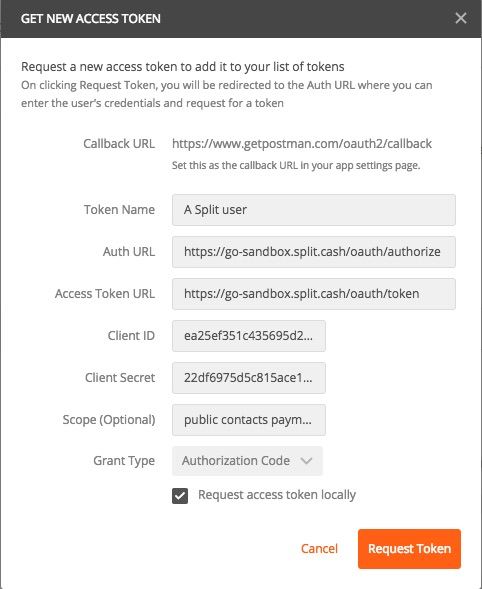 GET NEW ACCESS TOKEN
Request a new access token to add it to your list of tokens
On clicking Request Token, you will be redirected to the Auth URL where you can
enter the user's credentials and request for a token
Callback URL https://www.getpostman.com/oauth2/callback
Set this as the callback URL in your app settings page.
Token Name A Split user
Auth URL https://go-sandbox.split.cash/oauth/authorize
Access Token URL https://go-sandbox.split.cash/oauth/token
Client ID ea25ef351c435695d2...
Client Secret 22df6975d5c815ace1...
Scope (Optional) public contacts paym...
Grant Type Authorization Code
Request access token locally
Cancel Request Token